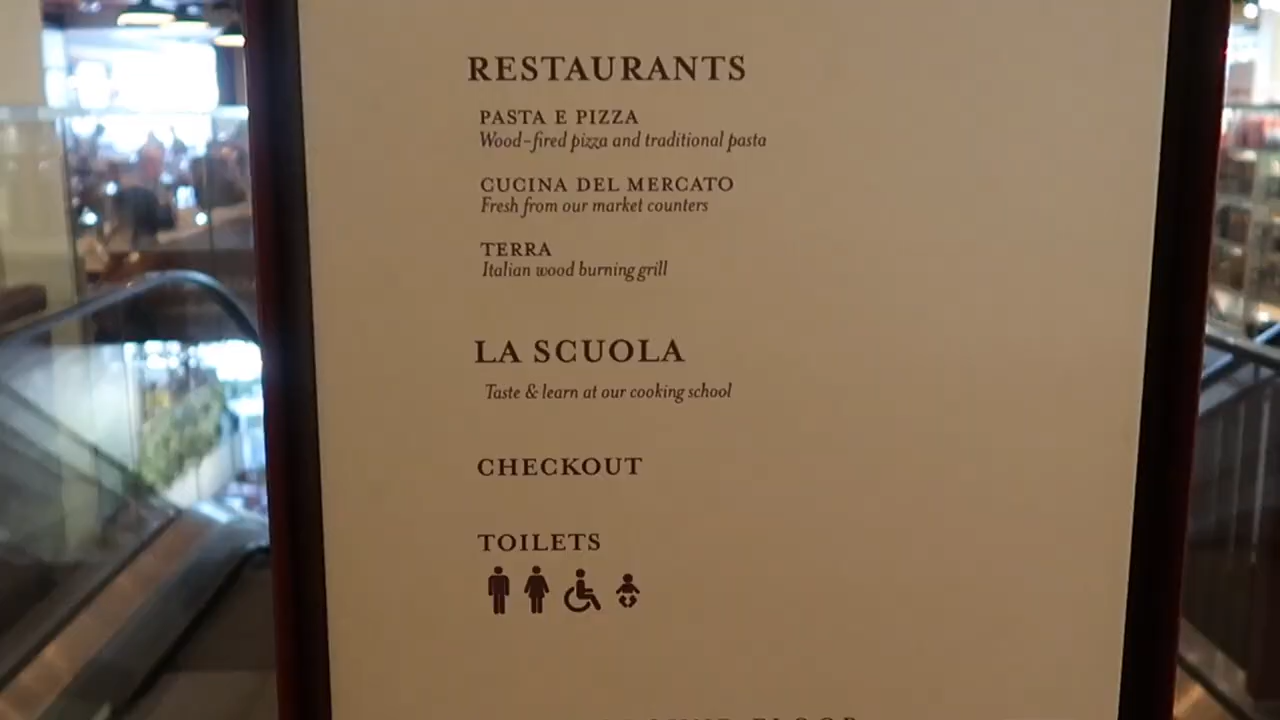 RESTAURANTS
PASTA E PIZZA
Wood-fired pizza and traditional pasta
CUCINA DEL MERCATO
Fresh from our market counters
TERRA
Italian wood burning grill
LA SCUOLA
Taste & learn at our cooking school
CHECKOUT
TOILETS